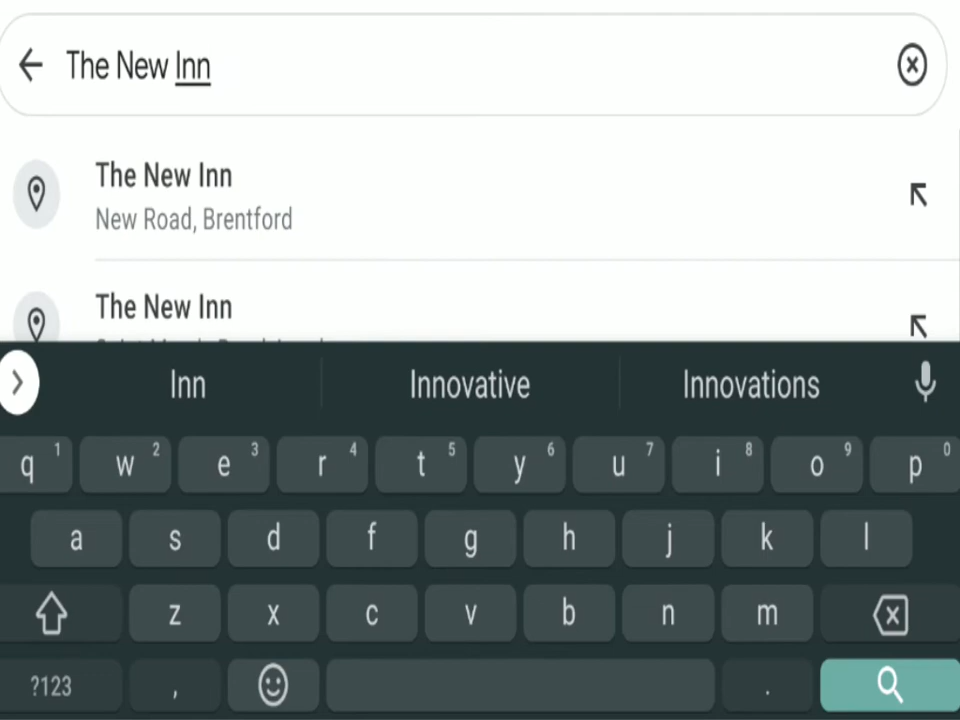 The New Inn
The New Inn
New Road, Brentford
The New Inn
Inn Innovative Innovations
q 1 w 2 e 3 r 4 t 5 y 6 u 7 i 8 o 9 p 0
a s d f g h j k l
z x c v b n m
?123 , .